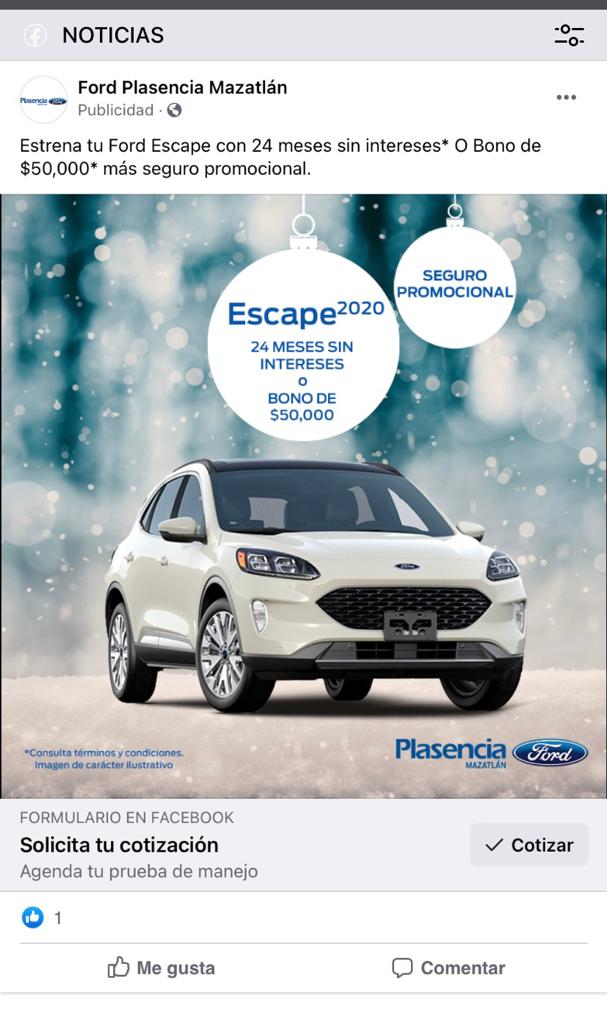 NOTICIAS
Plasencia Ford
Ford Plasencia Mazatlán
Publicidad ·
Estrena tu Ford Escape con 24 meses sin intereses* O Bono de
$50,000* más seguro promocional.
SEGURO
PROMOCIONAL
Escape2020
24 MESES SIN
INTERESES
o
BONO DE
$50,000
Ford
*Consulta términos y condiciones.
Imagen de carácter ilustrativo
Plasencia Ford
MAZATLÁN
FORMULARIO EN FACEBOOK
Solicita tu cotización
Cotizar
Agenda tu prueba de manejo
1
Me gusta
Comentar